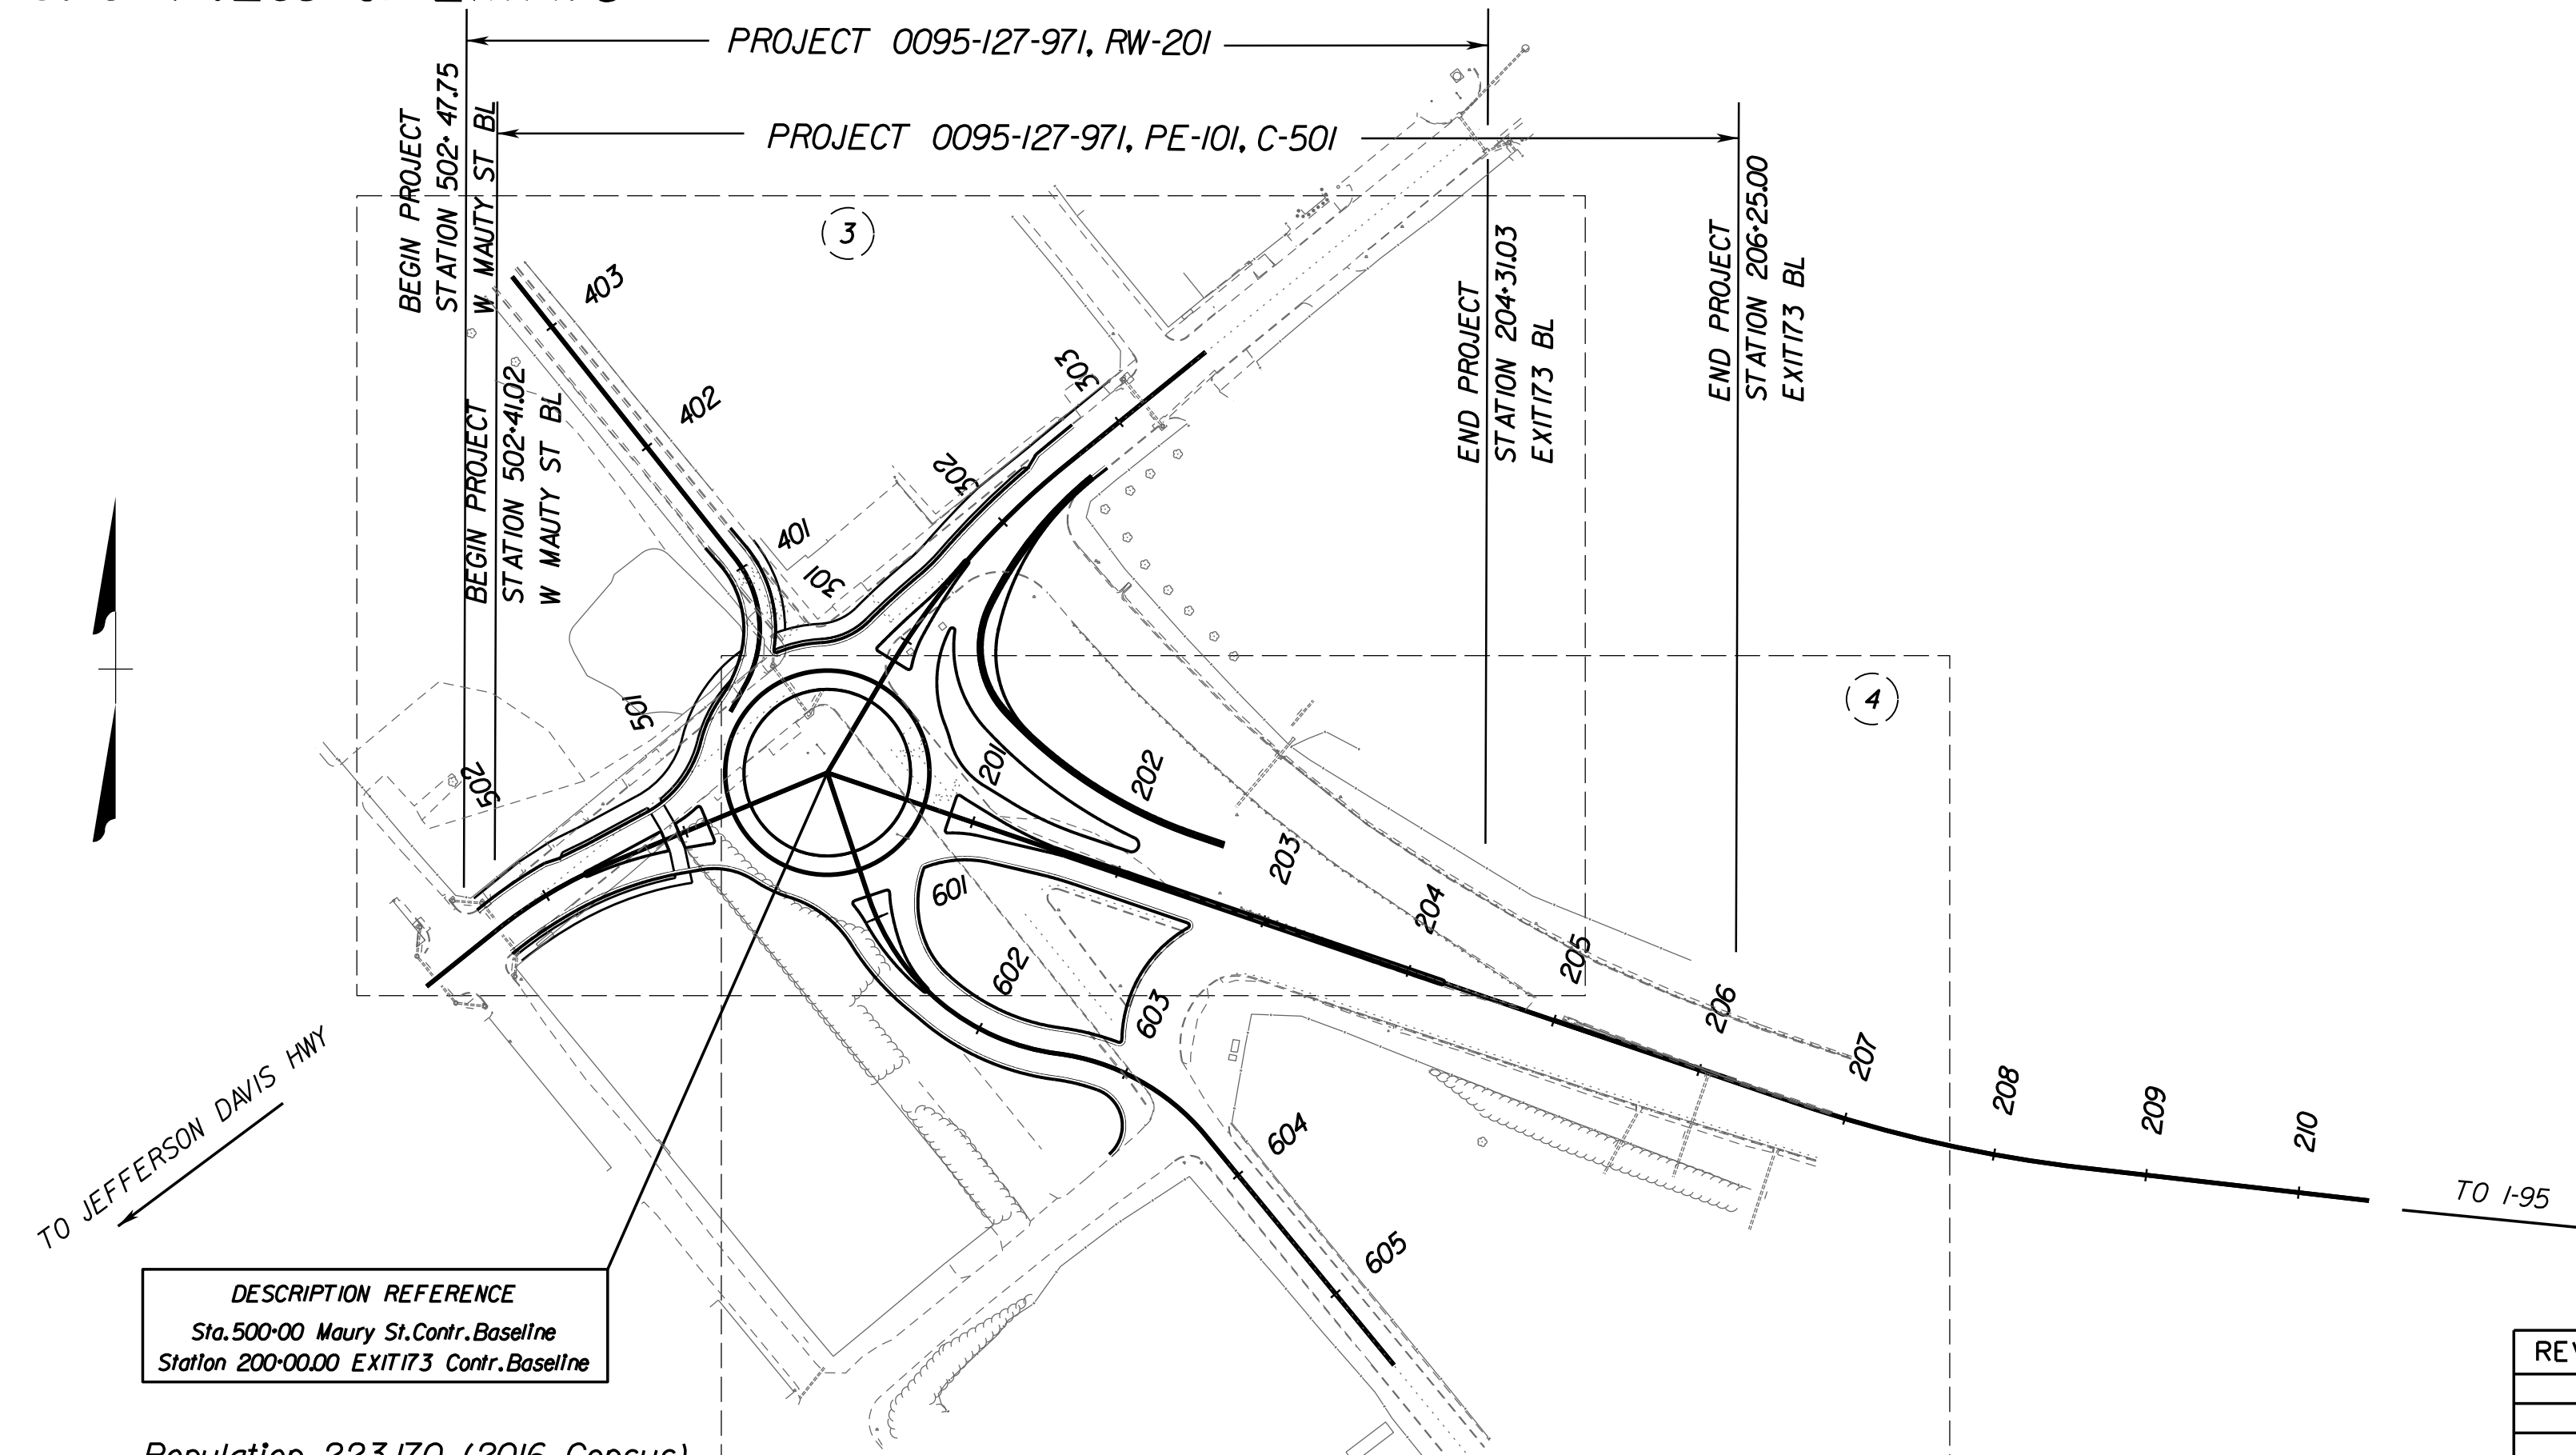 PROJECT 0095-127-971, RW-201
PROJECT 0095-127-971, PE-101, C-501
BEGIN PROJECT
STATION 502+47.75
W MAUTY ST BL
BEGIN PROJECT
STATION 502+41.02
W MAUTY ST BL
END PROJECT
STATION 204+31.03
EXIT173 BL
END PROJECT
STATION 206+25.00
EXIT173 BL
3
4
403
402
401
303
302
301
501
502
201
202
203
204
205
206
207
208
209
210
601
602
603
604
605
TO JEFFERSON DAVIS HWY
TO I-95
DESCRIPTION REFERENCE
Sta.500+00 Maury St.Contr.Baseline
Station 200+00.00 EXIT173 Contr.Baseline
Population 223,170 (2016 Census)
REV